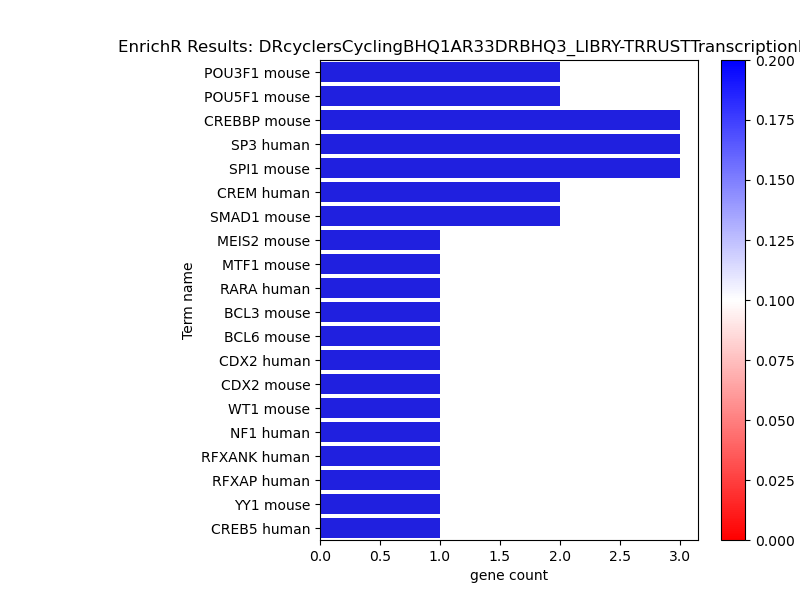 EnrichR Results: DRcyclersCyclingBHQ1AR33DRBHQ3_LIBRY-TRRUSTTranscription
POU3F1 mouse
POU5F1 mouse
CREBBP mouse
SP3 human
SPI1 mouse
CREM human
SMAD1 mouse
MEIS2 mouse
MTF1 mouse
RARA human
BCL3 mouse
BCL6 mouse
CDX2 human
CDX2 mouse
WT1 mouse
NF1 human
RFXANK human
RFXAP human
YY1 mouse
CREB5 human
Term name
0.0 0.5 1.0 1.5 2.0 2.5 3.0
gene count
0.200
0.175
0.150
0.125
0.100
0.075
0.050
0.025
0.000